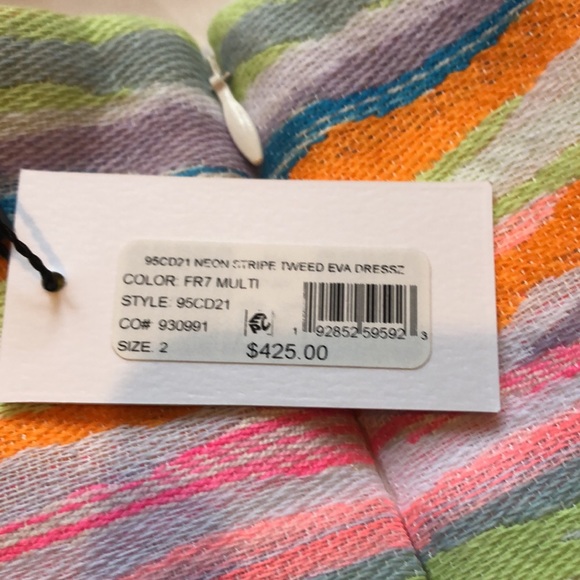 95CD21 NEON STRIPE TWEED EVA DRESSZ
COLOR: FR7 MULTI
STYLE: 95CD21
CO# 930991
SIZE: 2
$425.00
1 92852 59592 3